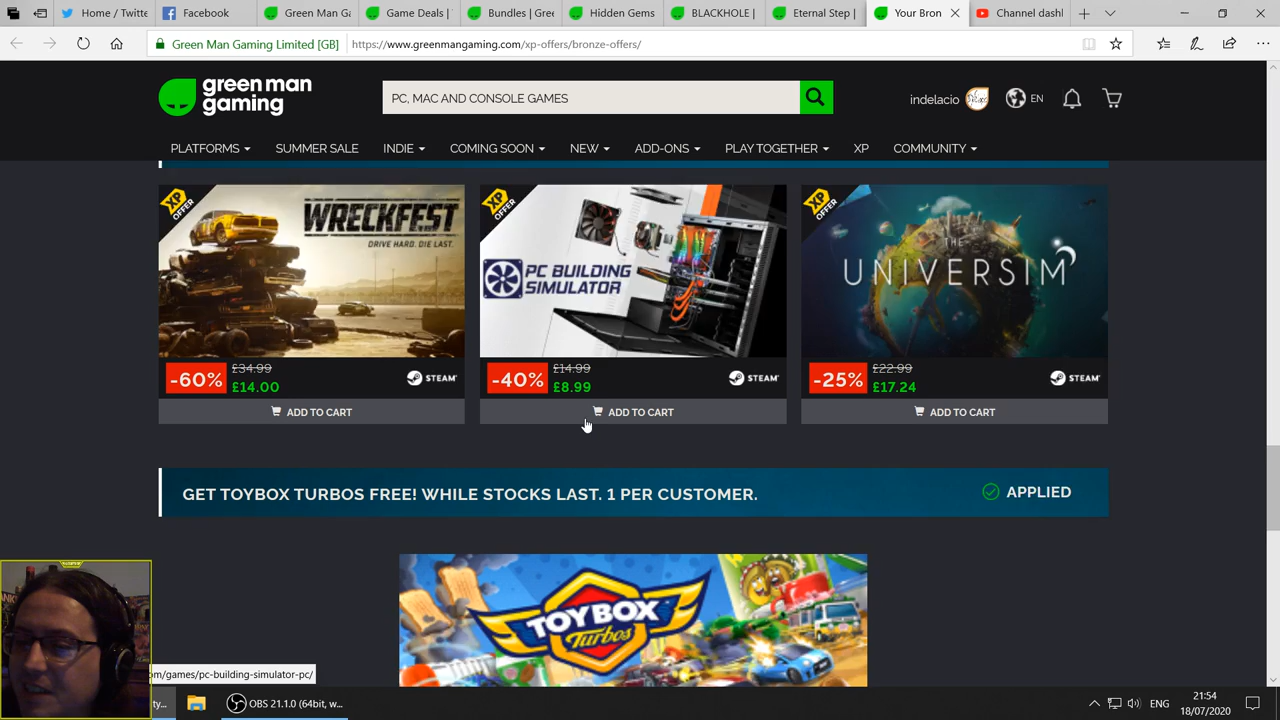 Home / Twitte
Facebook
Green Man Ga
Game Deals |
Bundles | Gre
Hidden Gems
BLACKHOLE |
Eternal Step |
Your Bron
Channel dash
Green Man Gaming Limited [GB]
https://www.greenmangaming.com/xp-offers/bronze-offers/
green man
gaming
PC, MAC AND CONSOLE GAMES
indelacio
EN
PLATFORMS
SUMMER SALE
INDIE
COMING SOON
NEW
ADD-ONS
PLAY TOGETHER
XP
COMMUNITY
XP
OFFER
WRECKFEST
DRIVE HARD. DIE LAST.
XP
OFFER
PC BUILDING
SIMULATOR
XP
OFFER
THE
UNIVERSIM
-60%
£34.99
£14.00
STEAM
-40%
£14.99
£8.99
STEAM
-25%
£22.99
£17.24
STEAM
ADD TO CART
ADD TO CART
ADD TO CART
GET TOYBOX TURBOS FREE! WHILE STOCKS LAST. 1 PER CUSTOMER.
APPLIED
TOYBOX
Turbos
om/games/pc-building-simulator-pc/
ty...
OBS 21.1.0 (64bit, w...
ENG
21:54
18/07/2020